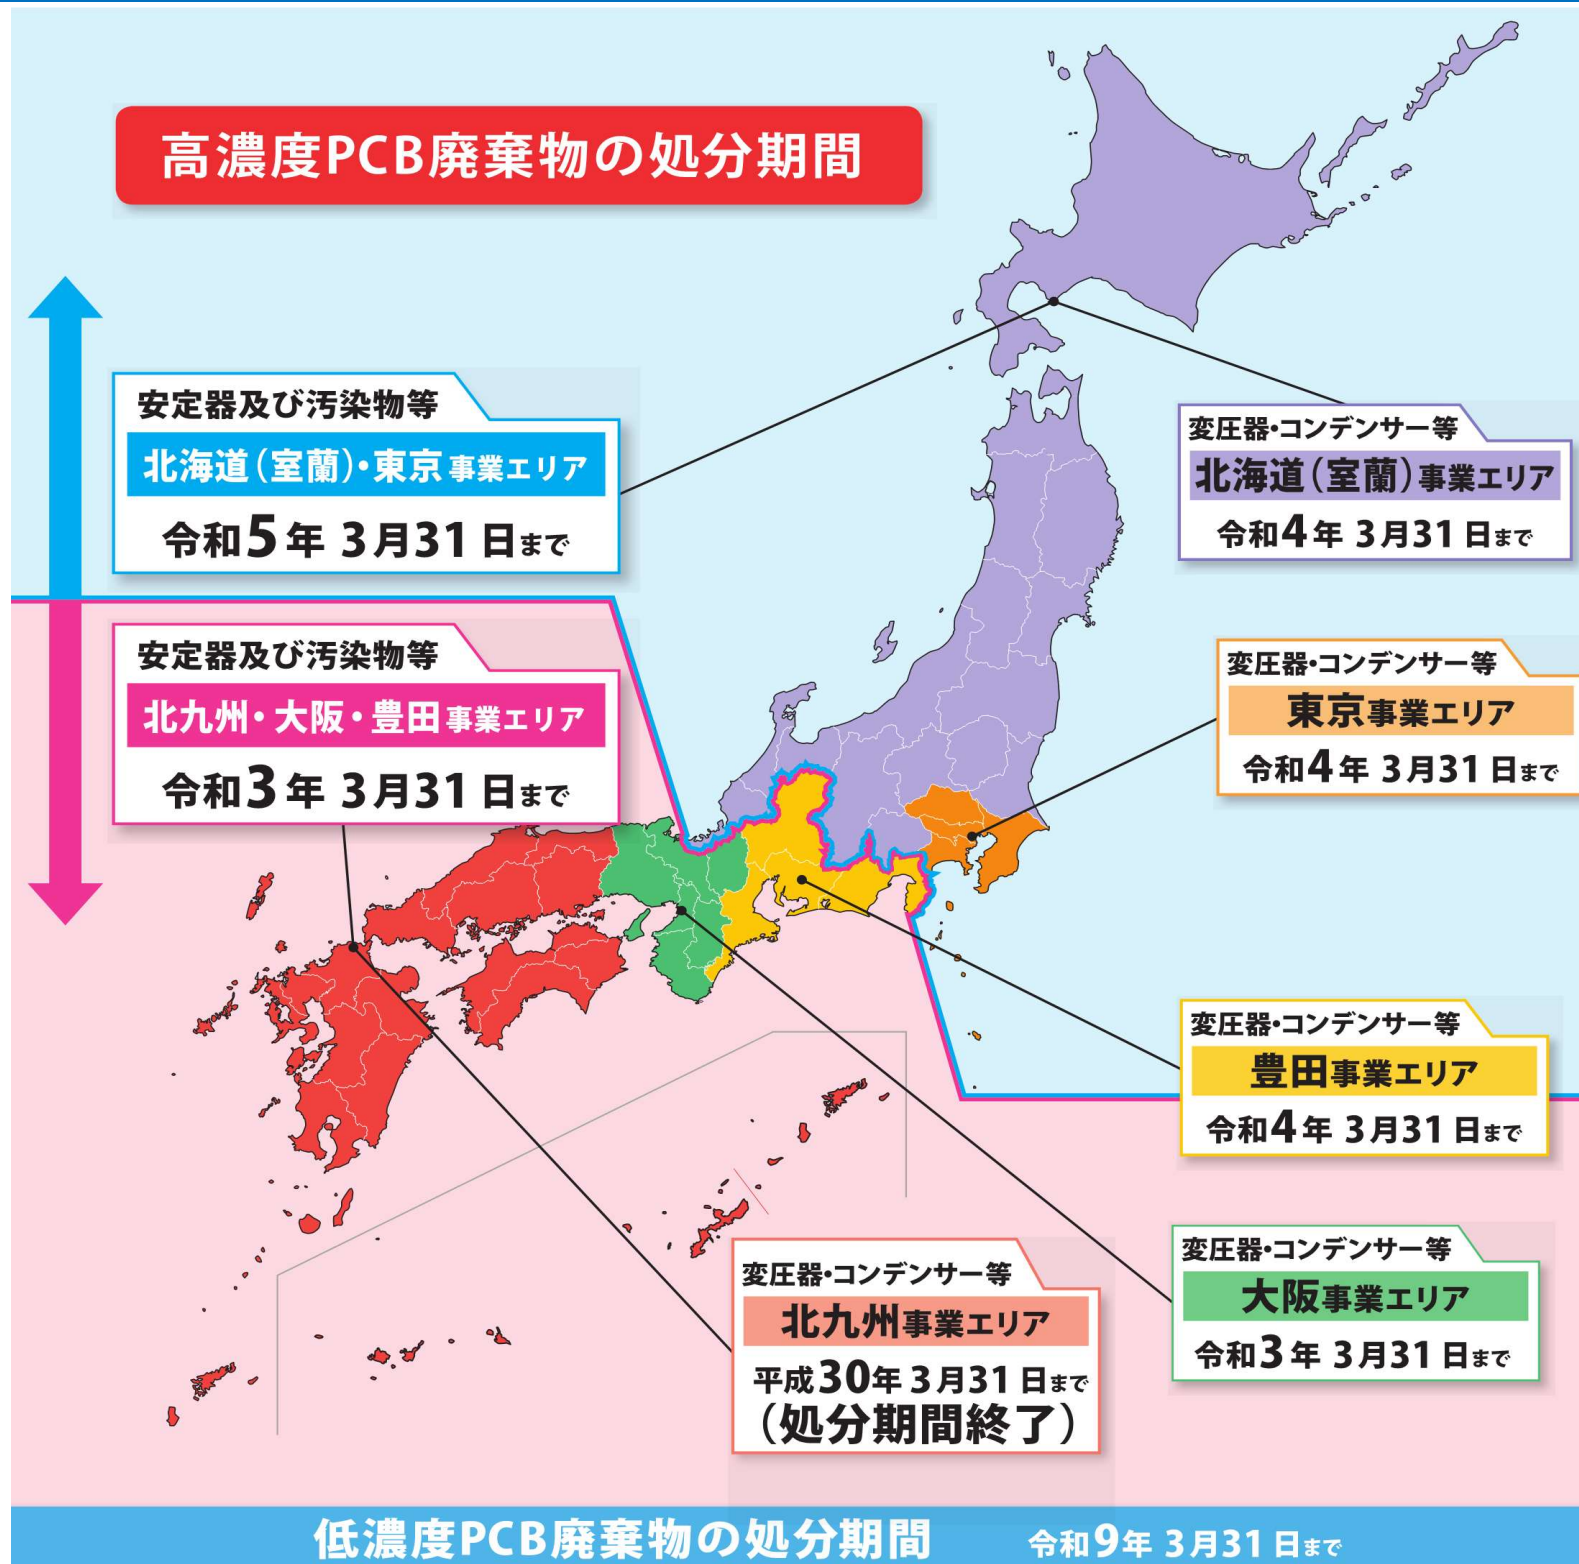 高濃度PCB廃棄物の処分期間
安定器及び汚染物等
北海道(室蘭)・東京事業エリア
令和5年 3月31日まで
変圧器・コンデンサー等
北海道(室蘭)事業エリア
令和4年 3月31日まで
安定器及び汚染物等
北九州・大阪・豊田事業エリア
令和3年 3月31日まで
変圧器・コンデンサー等
東京事業エリア
令和4年 3月31日まで
変圧器・コンデンサー等
豊田事業エリア
令和4年 3月31日まで
変圧器・コンデンサー等
大阪事業エリア
令和3年 3月31日まで
変圧器・コンデンサー等
北九州事業エリア
平成30年 3月31日まで
(処分期間終了)
低濃度PCB廃棄物の処分期間 令和9年 3月31日まで